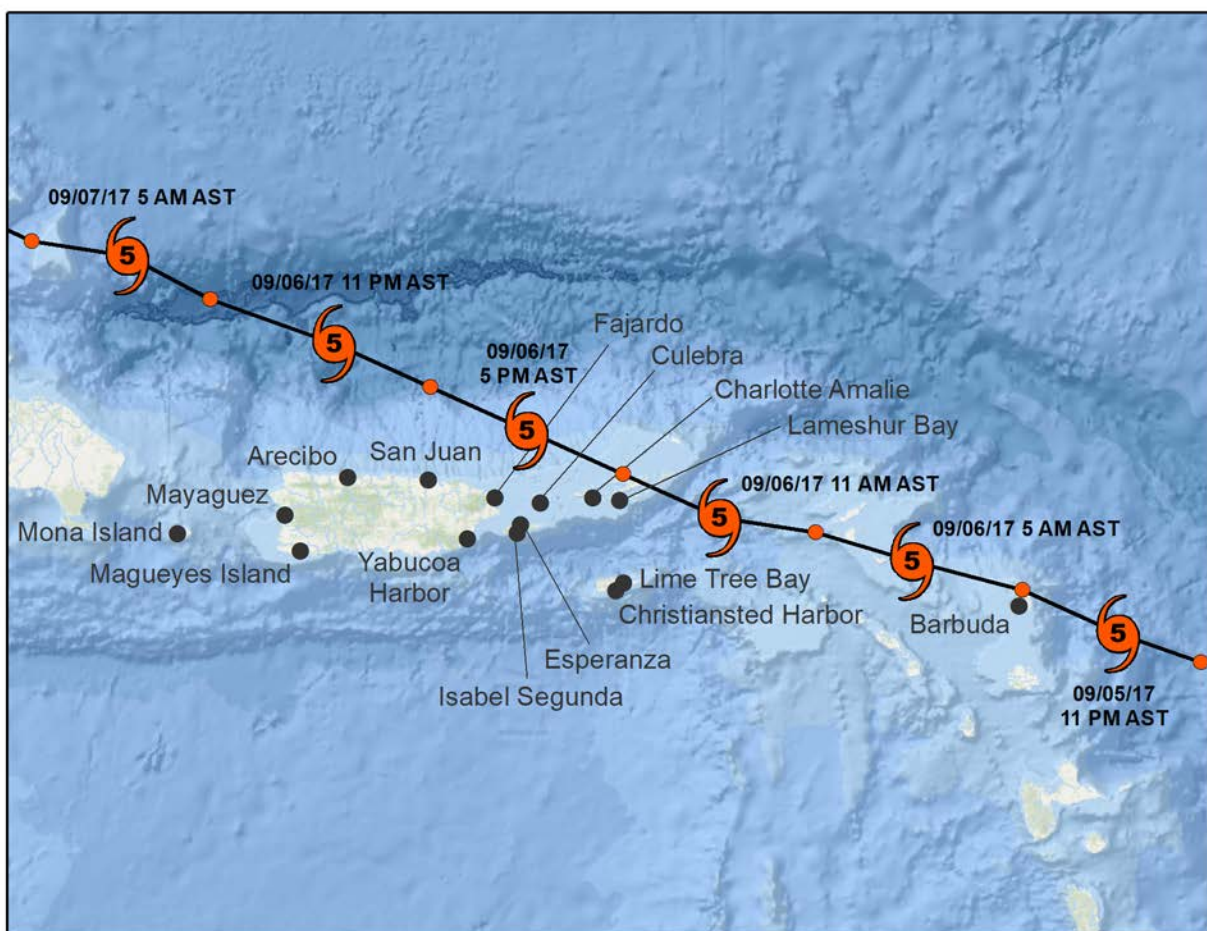 09/07/17 5 AM AST
5
09/06/17 11 PM AST
5
Fajardo
09/06/17
5 PM AST
Culebra
Charlotte Amalie
5
Lameshur Bay
San Juan
Arecibo
09/06/17 11 AM AST
Mayaguez
5
Mona Island
09/06/17 5 AM AST
Magueyes Island
Yabucoa
Harbor
5
Lime Tree Bay
Christiansted Harbor
Barbuda
5
Esperanza
Isabel Segunda
09/05/17
11 PM AST